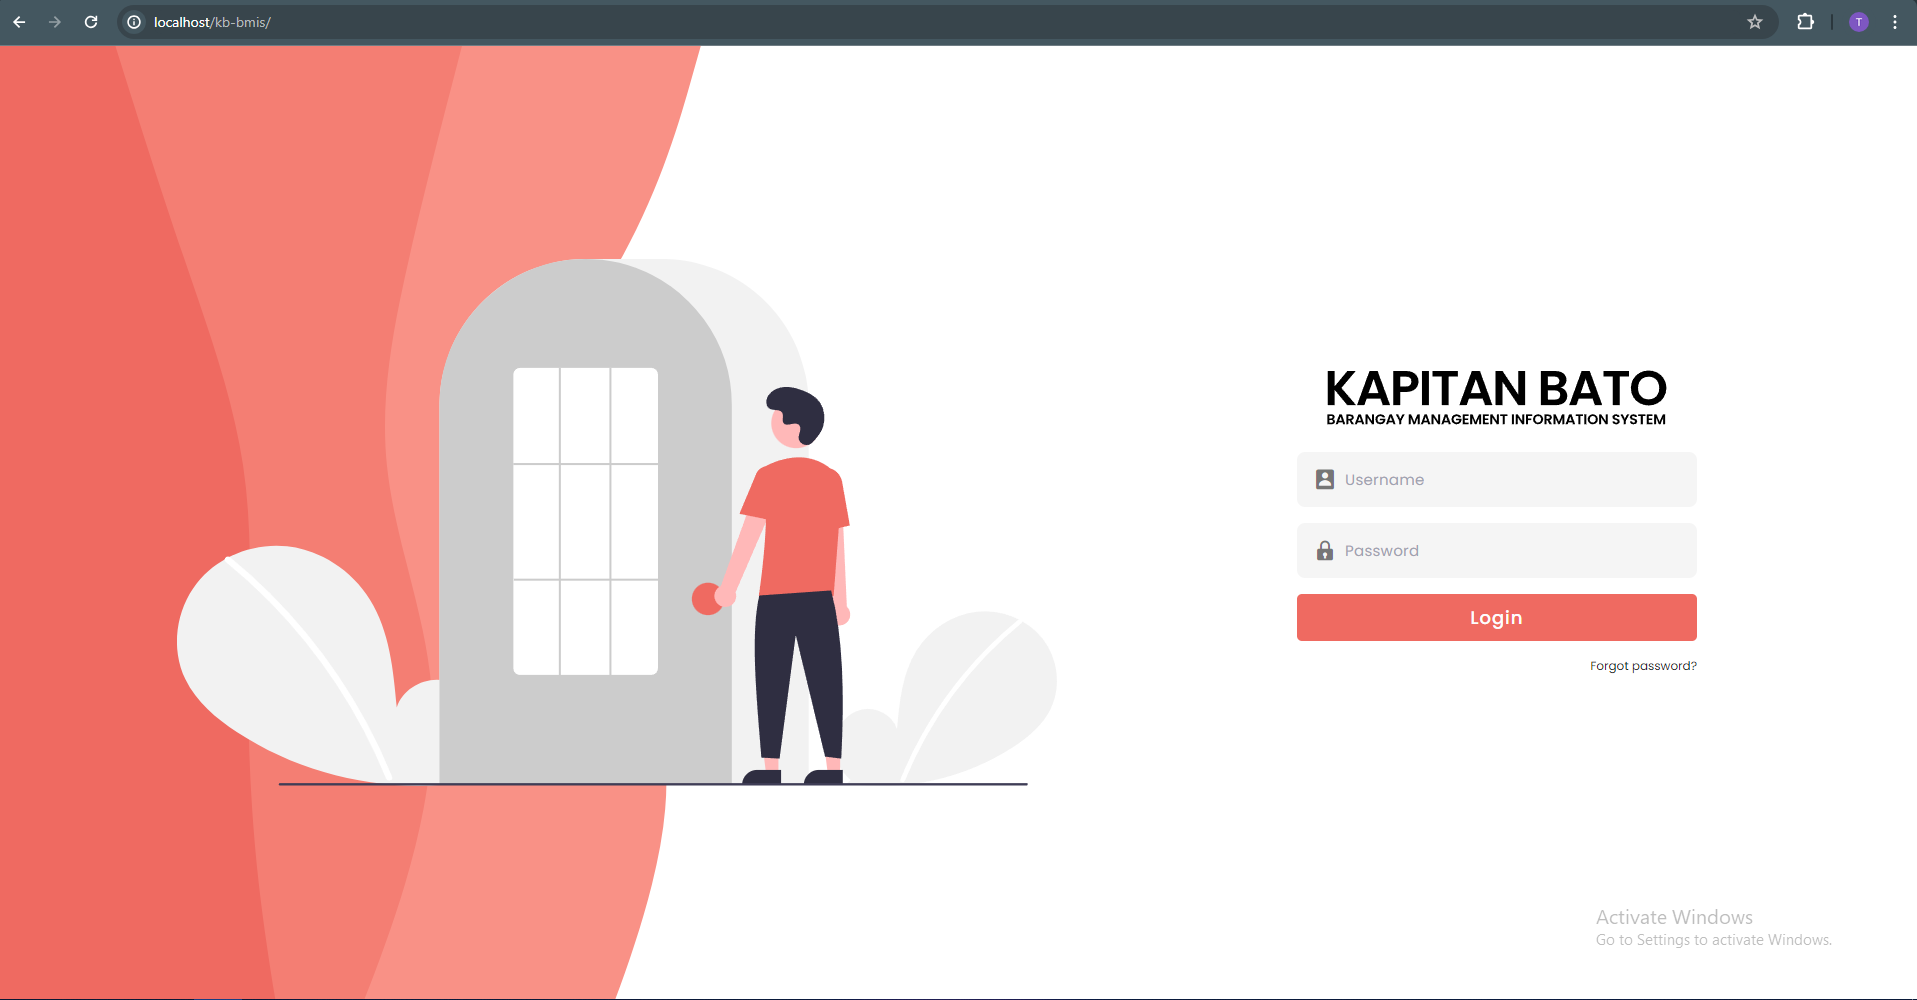 localhost/kb-bmis/
T
KAPITAN BATO
BARANGAY MANAGEMENT INFORMATION SYSTEM
Username
Password
Login
Forgot password?
Activate Windows
Go to Settings to activate Windows.